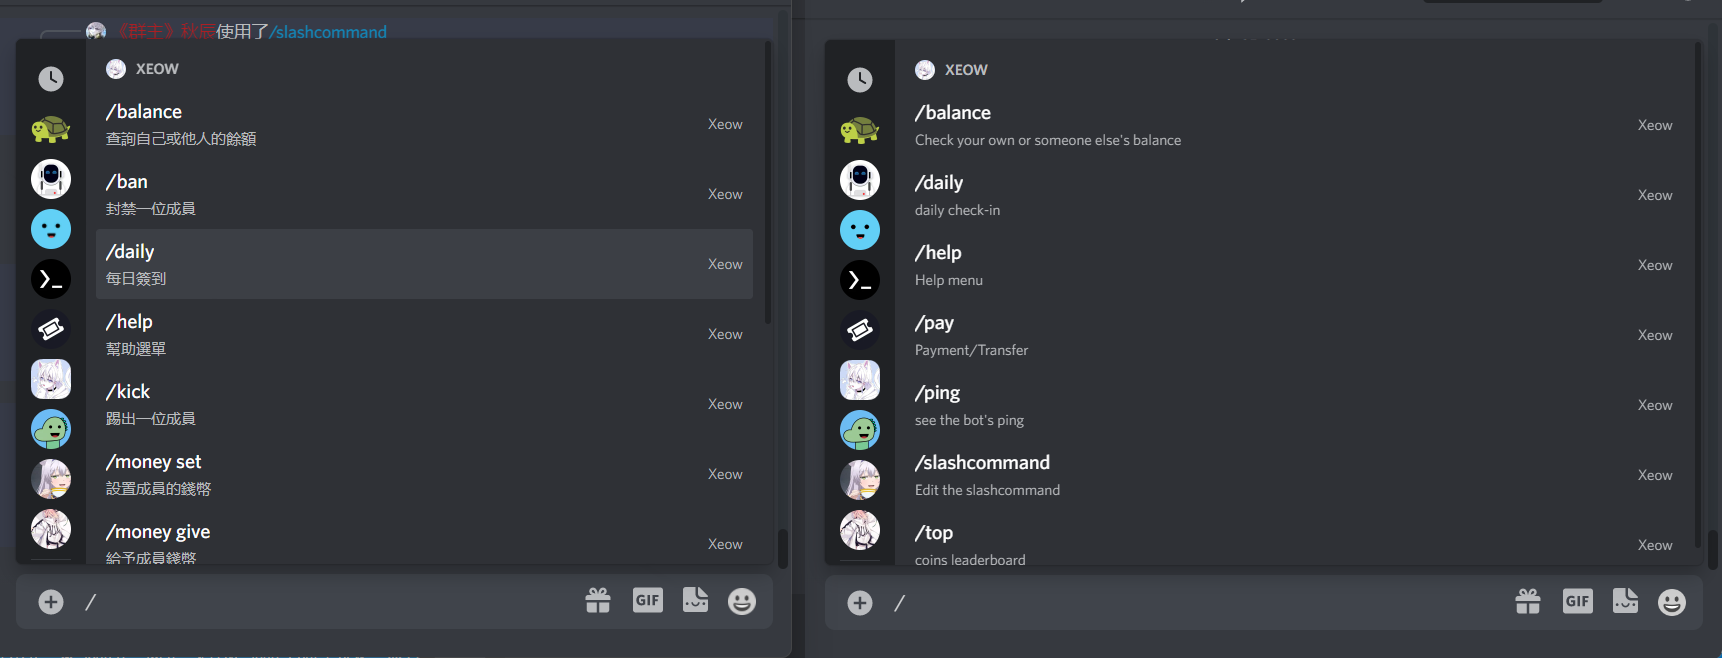 《群主》秋辰使用了/slashcommand
XEOW
/balance
查詢自己或他人的餘額
Xeow
/ban
封禁一位成員
Xeow
/daily
每日簽到
Xeow
/help
幫助選單
Xeow
/kick
踢出一位成員
Xeow
/money set
設置成員的錢幣
Xeow
/money give
給予成員錢幣
Xeow
/
GIF
XEOW
/balance
Check your own or someone else's balance
Xeow
/daily
daily check-in
Xeow
/help
Help menu
Xeow
/pay
Payment/Transfer
Xeow
/ping
see the bot's ping
Xeow
/slashcommand
Edit the slashcommand
Xeow
/top
coins leaderboard
Xeow
/
GIF